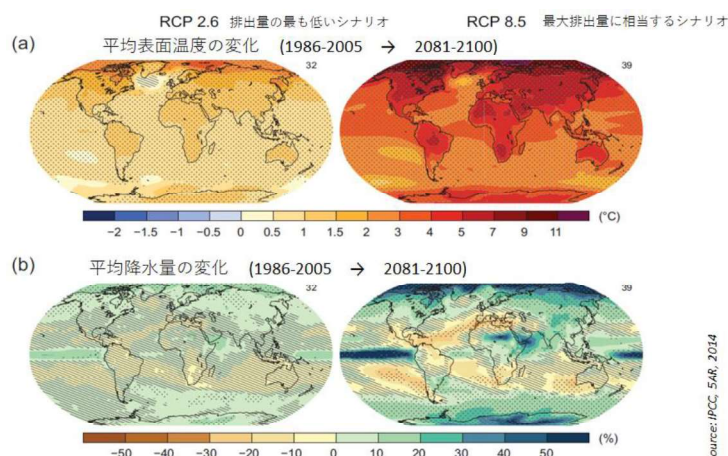 RCP 2.6 排出量の最も低いシナリオ
RCP 8.5 最大排出量に相当するシナリオ
(a) 平均表面温度の変化 (1986-2005 → 2081-2100)
32
39
(°C)
−2 −1.5 −1 −0.5 0 0.5 1 1.5 2 3 4 5 7 9 11
(b) 平均降水量の変化 (1986-2005 → 2081-2100)
32
39
(%)
−50 −40 −30 −20 −10 0 10 20 30 40 50
ource: IPCC, 5AR, 2014